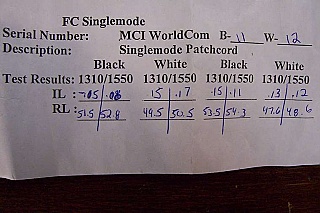 FC Singlemode
Serial Number: MCI WorldCom B- 11 W- 12
Description: Singlemode Patchcord
Black White Black White
Test Results: 1310/1550 1310/1550 1310/1550 1310/1550
IL : .05 .08 .15 .17 .15 .11 .13 .12
RL : 51.5 52.8 49.5 50.5 53.5 54.3 47.6 48.6